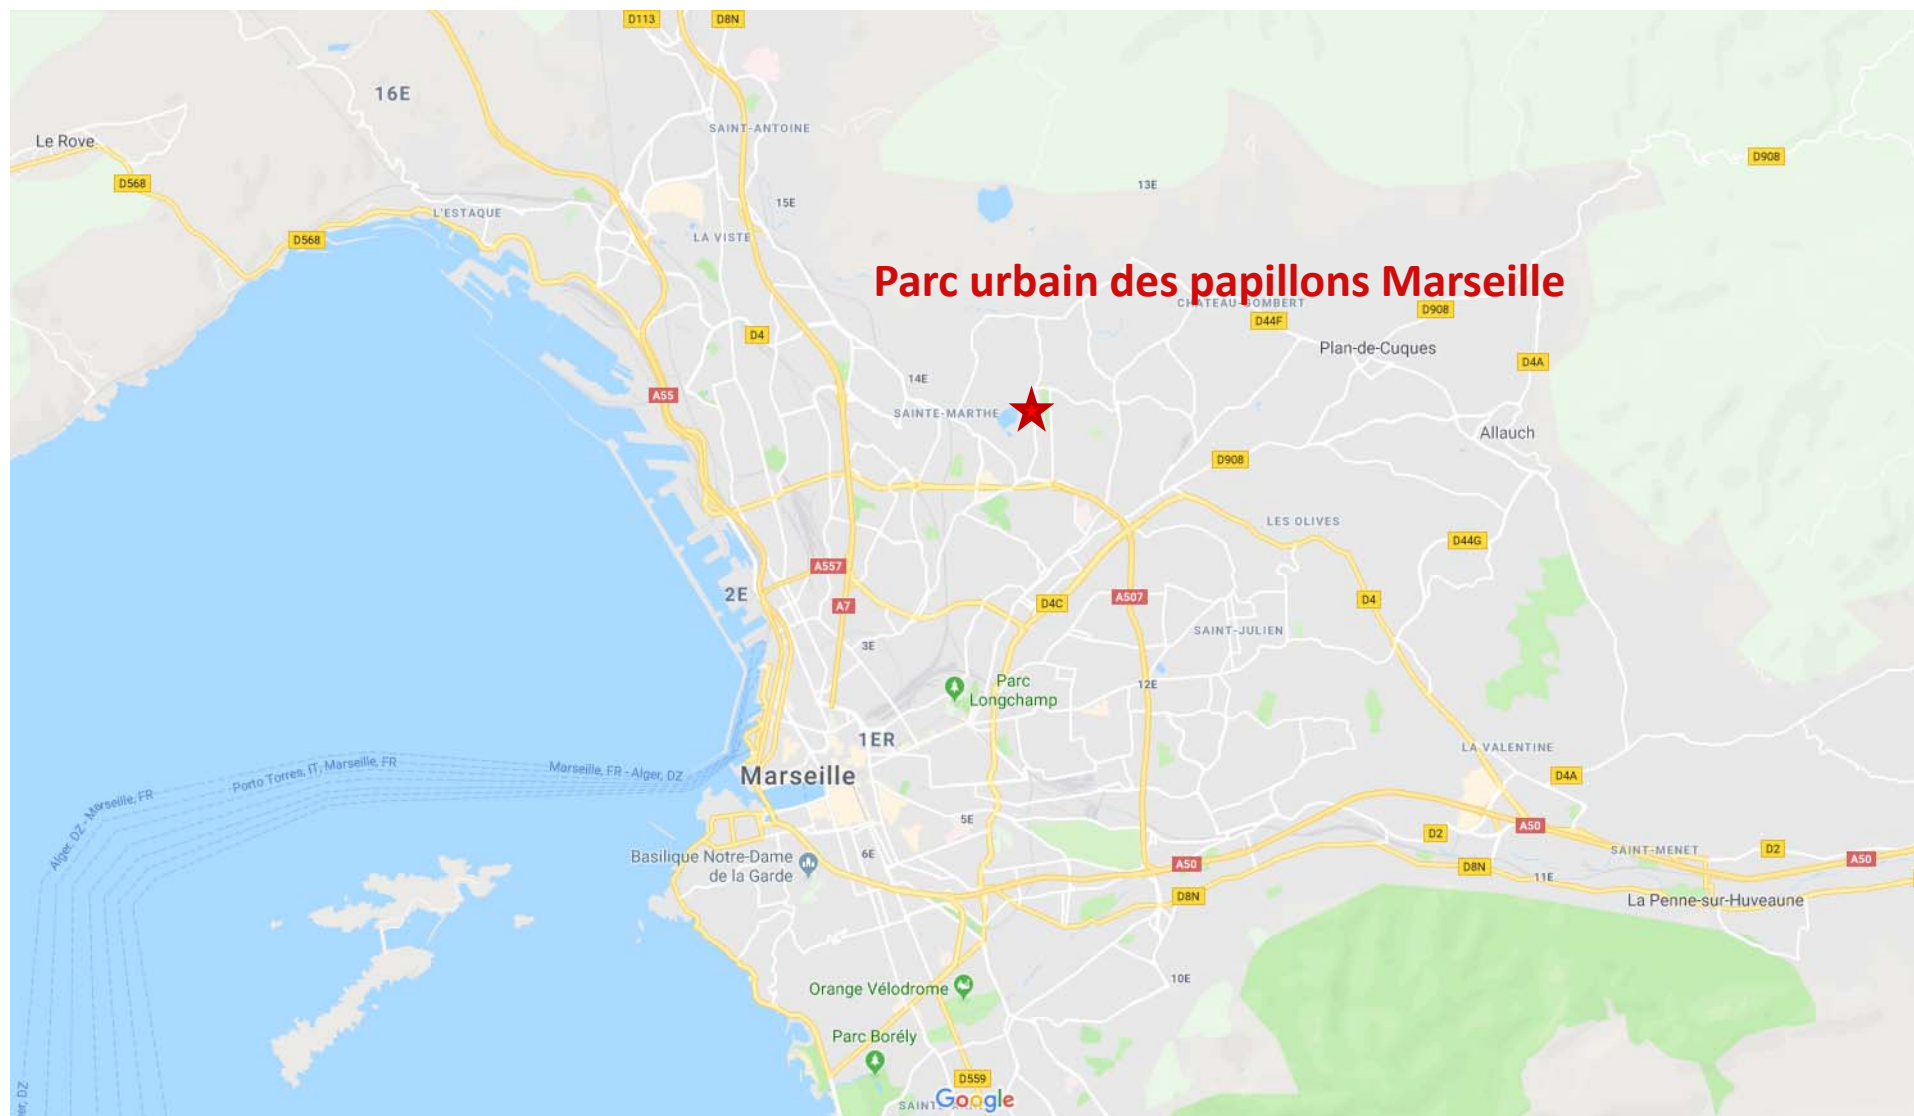 D113
D8N
16E
SAINT-ANTOINE
Le Rove
D908
D568
13E
15E
L'ESTAQUE
LA VISTE
D568
Parc urbain des papillons Marseille
CHÂTEAU-GOMBERT
D908
D44F
D4
Plan-de-Cuques
D4A
14E
A55
SAINTE-MARTHE
Allauch
D908
LES OLIVES
D44G
A557
2E
A7
D4C
A507
D4
SAINT-JULIEN
3E
Parc
Longchamp
12E
1ER
LA VALENTINE
Porto Torres, IT, Marseille, FR
Marseille, FR - Alger, DZ
Marseille
D4A
Alger, DZ - Marseille, FR
5E
A50
D2
Basilique Notre-Dame
de la Garde
6E
SAINT-MENET
D2
A50
A50
D8N
11E
D8N
La Penne-sur-Huveaune
10E
Orange Vélodrome
Parc Borély
D559
Google